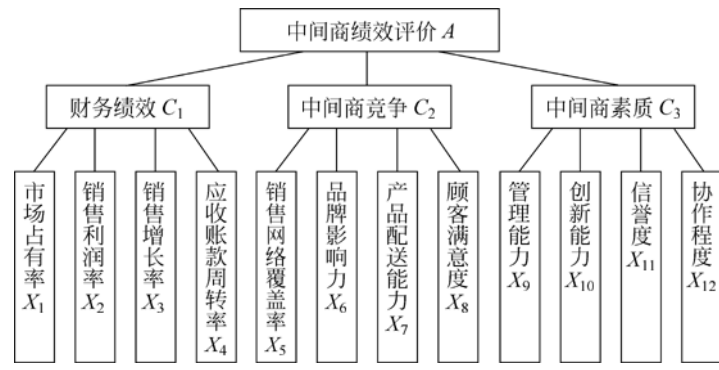 中间商绩效评价 A
财务绩效 C₁
中间商竞争 C₂
中间商素质 C₃
市场占有率 X₁
销售利润率 X₂
销售增长率 X₃
应收账款周转率 X₄
销售网络覆盖率 X₅
品牌影响力 X₆
产品配送能力 X₇
顾客满意度 X₈
管理能力 X₉
创新能力 X₁₀
信誉度 X₁₁
协作程度 X₁₂